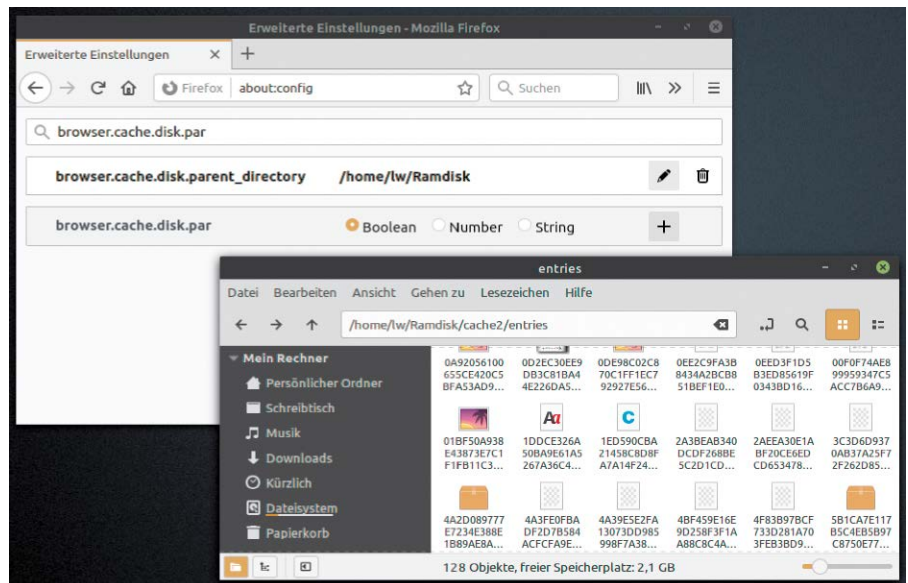 Erweiterte Einstellungen - Mozilla Firefox
Erweiterte Einstellungen
Firefox about:config Suchen
browser.cache.disk.par
browser.cache.disk.parent_directory /home/lw/Ramdisk
browser.cache.disk.par Boolean Number String
entries
Datei Bearbeiten Ansicht Gehen zu Lesezeichen Hilfe
/home/lw/Ramdisk/cache2/entries
Mein Rechner
Persönlicher Ordner
Schreibtisch
Musik
Downloads
Kürzlich
Dateisystem
Papierkorb
0A92056100 0D2EC30EE9 0DE98C02C8 0EE2C9FA3B 0EED3F1D5 00F0F74AE8
655CE420C5 DB3C81BA4 70C1FF1EC7 8434A2BCB8 B3ED85619F 99959347C5
BFA53AD9... 4E226DA5... 92927E56... 51BEF1E0... 0343BD16... ACC7B6A9...
01BF50A938 1DDCE326A 1ED590CBA 2A3BEAB340 2AEEA30E1A 3C3D6D937
E43873E7C1 50BA9E61A5 21458C8D8F DCDF268BE BF20CE6ED 0AB37A25F7
F1FB11C3... 267A36C4... A7A14F24... 5C2D1CD... CD653478... 2F262D85...
4A2D089777 4A3FE0FBA 4A39E5E2FA 4BF459E16E 4F83B97BCF 5B1CA7E117
E7234E388E DF2D7B584 13073DD985 9D258F3F1A 733D281A70 B5C4EB5B97
1B89AE8A... ACFCFA9E... 998F7A38... A88C8C4A... 3FEB3BD9... C8750E77...
128 Objekte, freier Speicherplatz: 2,1 GB